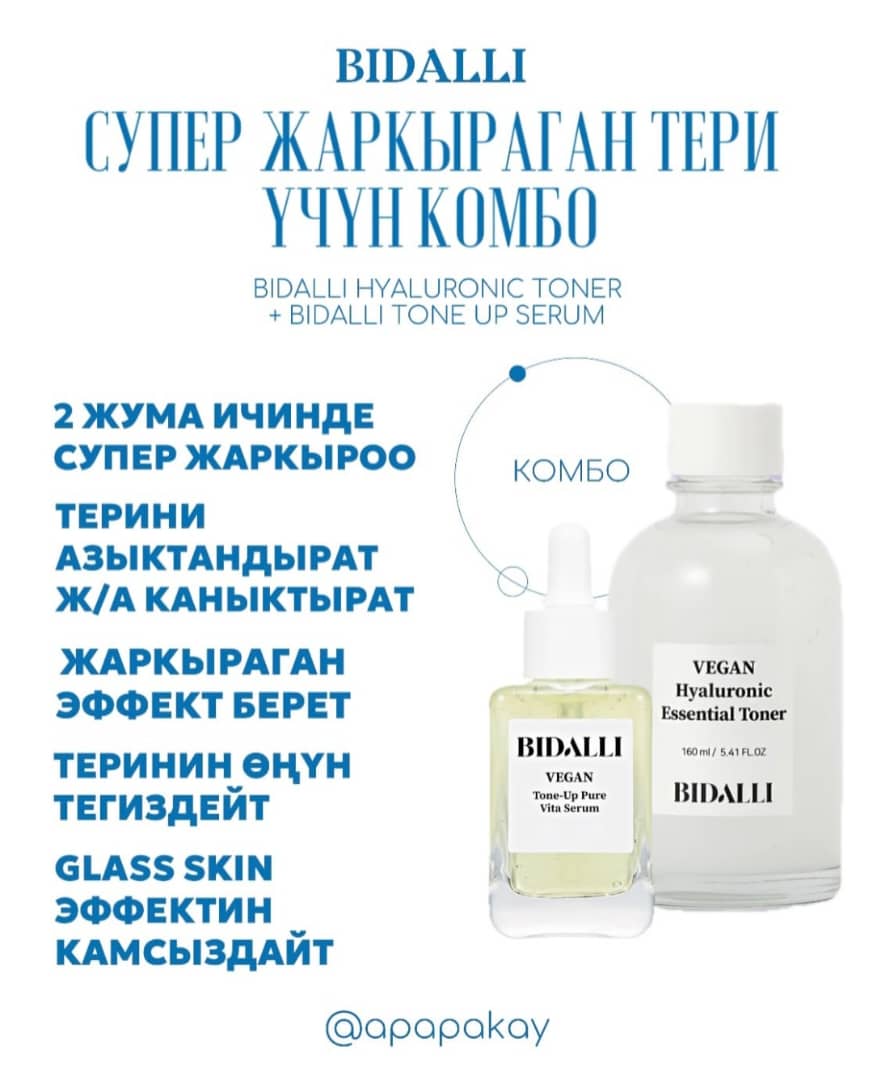 BIDALLI
СУПЕР ЖАРКЫРАГАН ТЕРИ
ҮЧҮН КОМБО
BIDALLI HYALURONIC TONER
+ BIDALLI TONE UP SERUM
2 ЖУМА ИЧИНДЕ
СУПЕР ЖАРКЫРОО
ТЕРИНИ
АЗЫКТАНДЫРАТ
Ж/А КАНЫКТЫРАТ
ЖАРКЫРАГАН
ЭФФЕКТ БЕРЕТ
ТЕРИНИН ӨҢҮН
ТЕГИЗДЕЙТ
GLASS SKIN
ЭФФЕКТИН
КАМСЫЗДАЙТ
КОМБО
BIDALLI
VEGAN
Tone-Up Pure
Vita Serum
VEGAN
Hyaluronic
Essential Toner
160 ml / 5.41 FL.OZ
BIDALLI
@apapakay